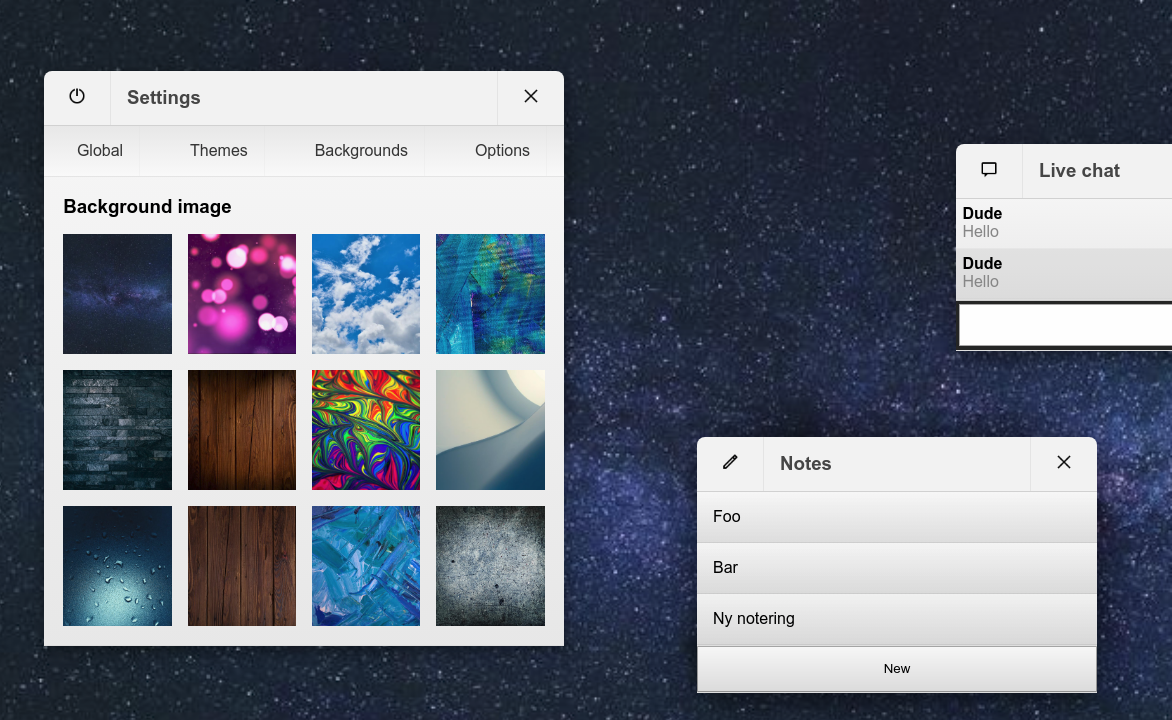 Settings
Global
Themes
Backgrounds
Options
Background image
Live chat
Dude
Hello
Dude
Hello
Notes
Foo
Bar
Ny notering
New